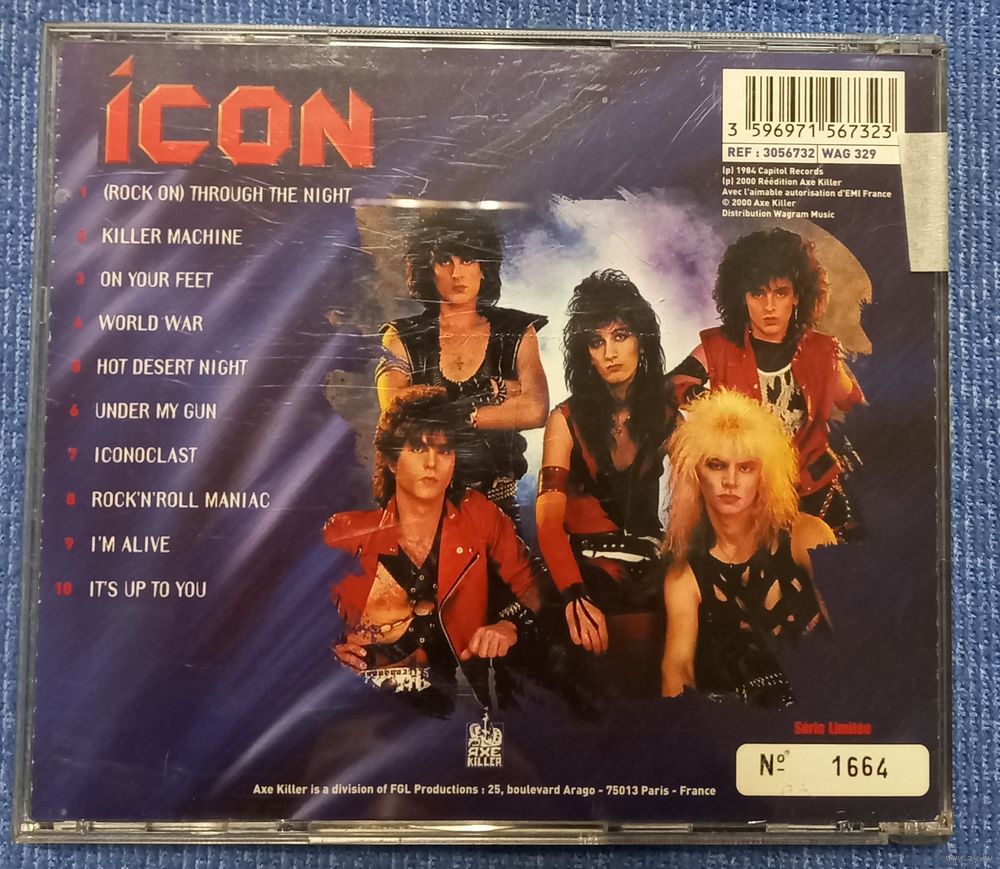 icon
1 (ROCK ON) THROUGH THE NIGHT
2 KILLER MACHINE
3 ON YOUR FEET
4 WORLD WAR
5 HOT DESERT NIGHT
6 UNDER MY GUN
7 ICONOCLAST
8 ROCK'N'ROLL MANIAC
9 I'M ALIVE
10 IT'S UP TO YOU
3 596971 567323
REF : 3056732 WAG 329
(p) 1984 Capitol Records
(p) 2000 Réédition Axe Killer
Avec l'aimable autorisation d'EMI France
© 2000 Axe Killer
Distribution Wagram Music
AXE
KILLER
Série Limitée
Nº 1664
Axe Killer is a division of FGL Productions : 25, boulevard Arago - 75013 Paris - France